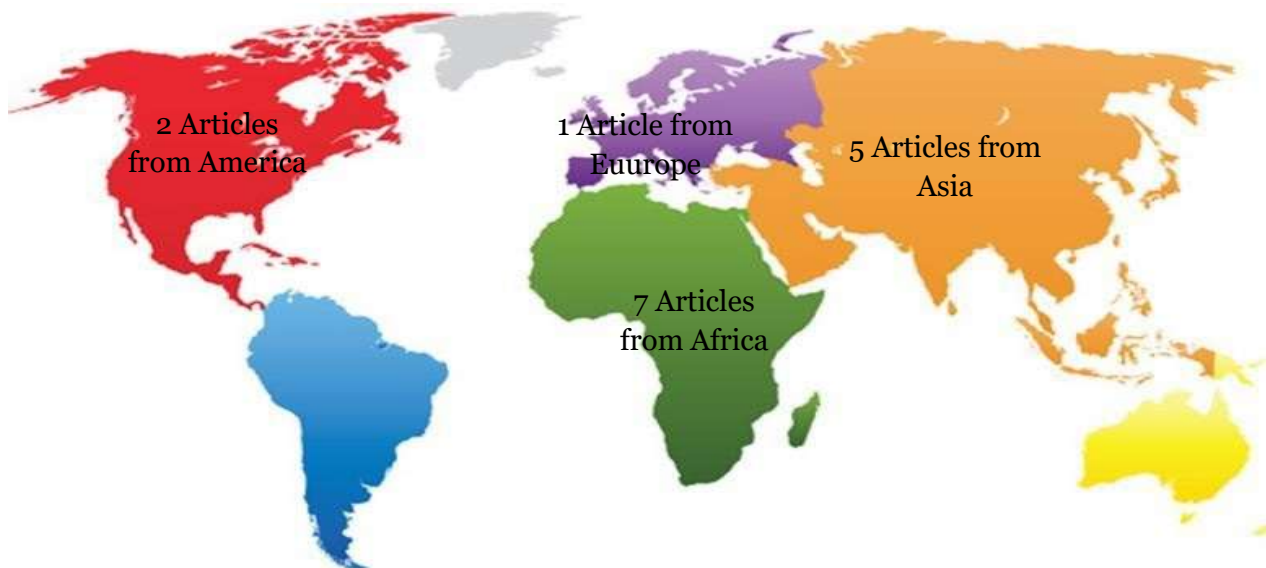 2 Articles
from America
1 Article from
Euurope
5 Articles from
Asia
7 Articles
from Africa